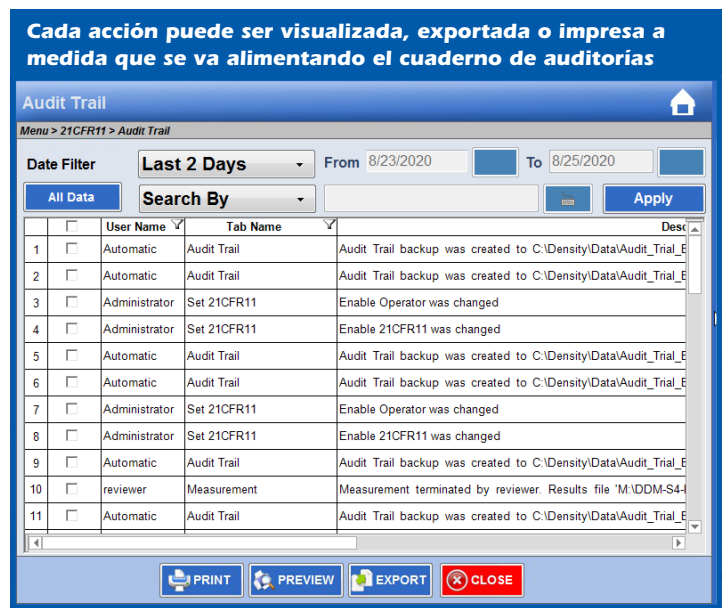 Cada acción puede ser visualizada, exportada o impresa a
medida que se va alimentando el cuaderno de auditorías
Audit Trail
Menu > 21CFR11 > Audit Trail
Date Filter Last 2 Days From 8/23/2020 To 8/25/2020
All Data Search By Apply
User Name Tab Name Desc
1 Automatic Audit Trail Audit Trail backup was created to C:\Density\Data\Audit_Trial_E
2 Automatic Audit Trail Audit Trail backup was created to C:\Density\Data\Audit_Trial_E
3 Administrator Set 21CFR11 Enable Operator was changed
4 Administrator Set 21CFR11 Enable 21CFR11 was changed
5 Automatic Audit Trail Audit Trail backup was created to C:\Density\Data\Audit_Trial_E
6 Automatic Audit Trail Audit Trail backup was created to C:\Density\Data\Audit_Trial_E
7 Administrator Set 21CFR11 Enable Operator was changed
8 Administrator Set 21CFR11 Enable 21CFR11 was changed
9 Automatic Audit Trail Audit Trail backup was created to C:\Density\Data\Audit_Trial_E
10 reviewer Measurement Measurement terminated by reviewer. Results file 'M:\DDM-S4-
11 Automatic Audit Trail Audit Trail backup was created to C:\Density\Data\Audit_Trial_E
PRINT PREVIEW EXPORT CLOSE